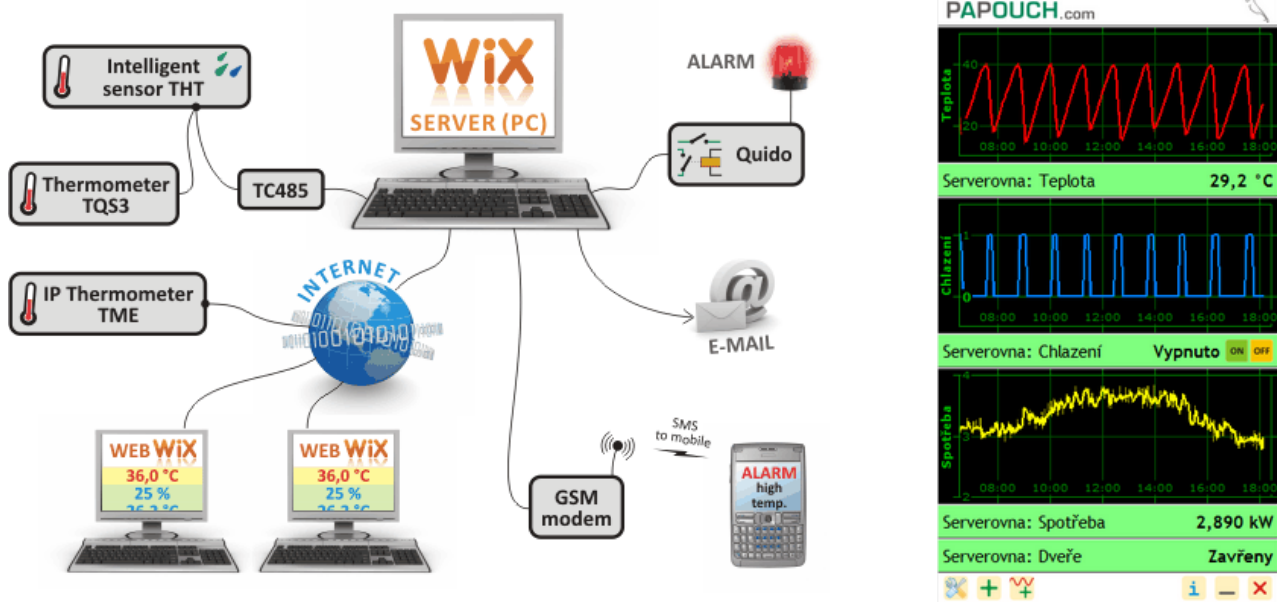 Intelligent
sensor THT
Thermometer
TQS3
TC485
IP Thermometer
TME
WiX
SERVER (PC)
ALARM
Quido
INTERNET
E-MAIL
WEB WiX
36,0 °C
25 %
26,2 °C
WEB WiX
36,0 °C
25 %
26,2 °C
GSM
modem
SMS
to mobile
ALARM
high
temp.
PAPOUCH.com
Teplota
40
20
08:00 10:00 12:00 14:00 16:00 18:00
Serverovna: Teplota 29,2 °C
Chlazení
1
0
08:00 10:00 12:00 14:00 16:00 18:00
Serverovna: Chlazení Vypnuto ON OFF
Spotřeba
4
3
2
08:00 10:00 12:00 14:00 16:00 18:00
Serverovna: Spotřeba 2,890 kW
Serverovna: Dveře Zavřeny